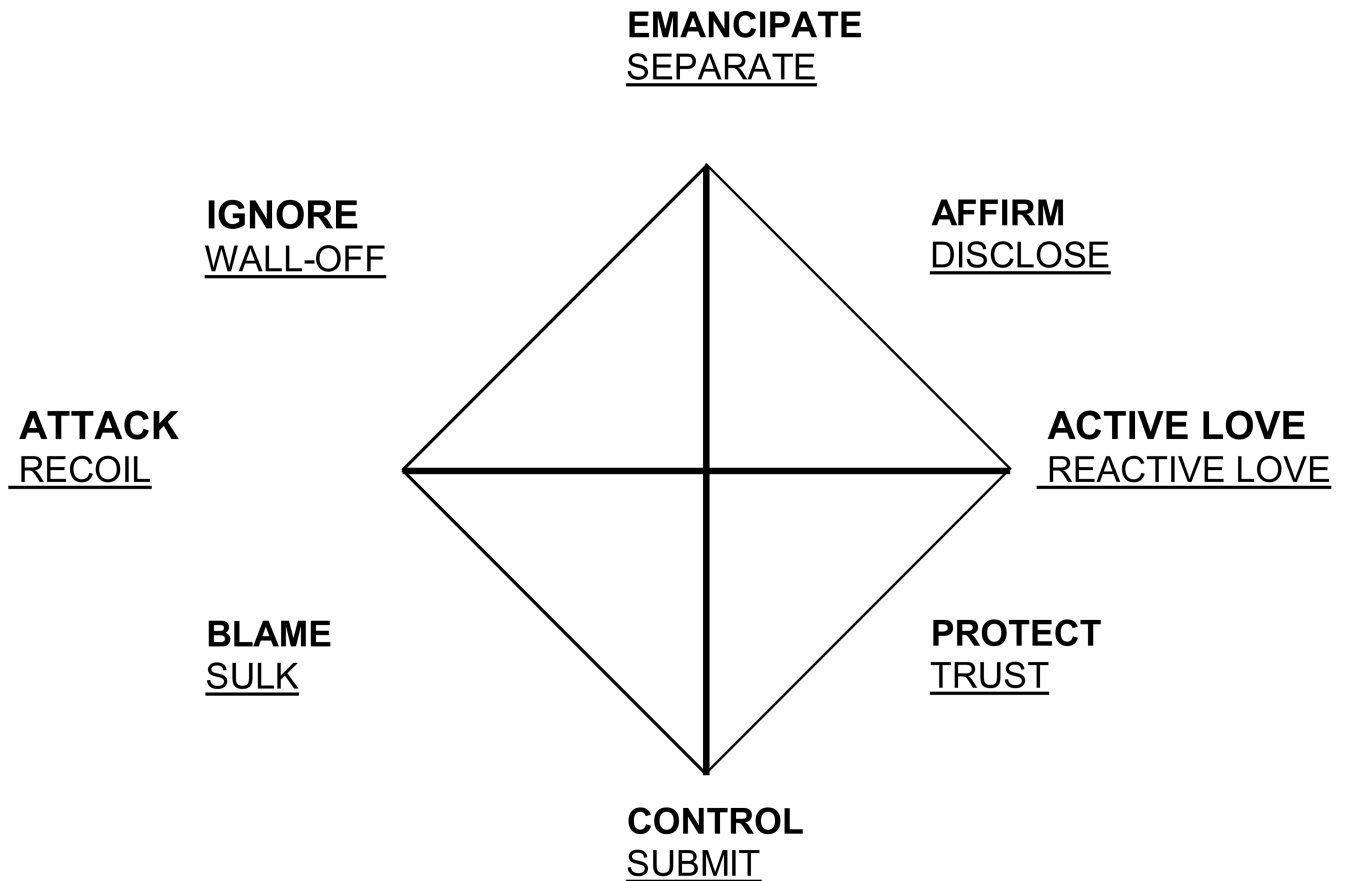 EMANCIPATE
SEPARATE
IGNORE
WALL-OFF
AFFIRM
DISCLOSE
ATTACK
RECOIL
ACTIVE LOVE
REACTIVE LOVE
BLAME
SULK
PROTECT
TRUST
CONTROL
SUBMIT